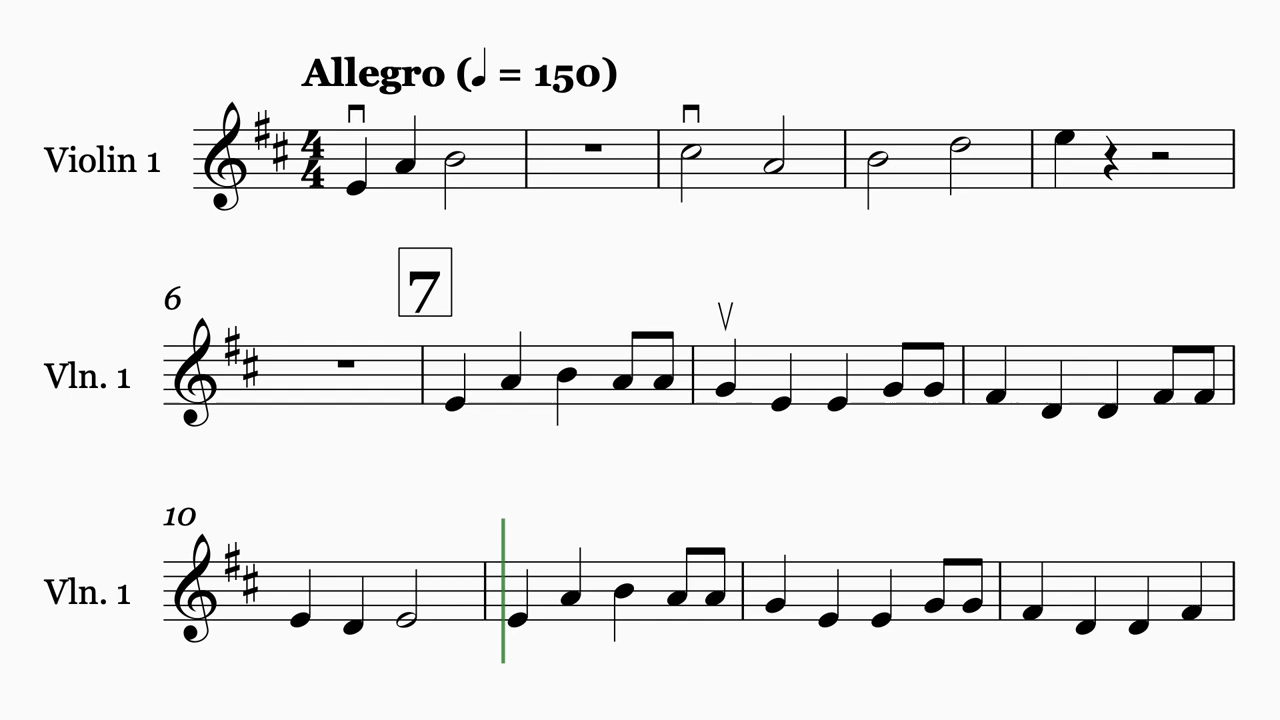 Allegro (♩ = 150)
Violin 1
4
4
6
7
Vln. 1
10
Vln. 1